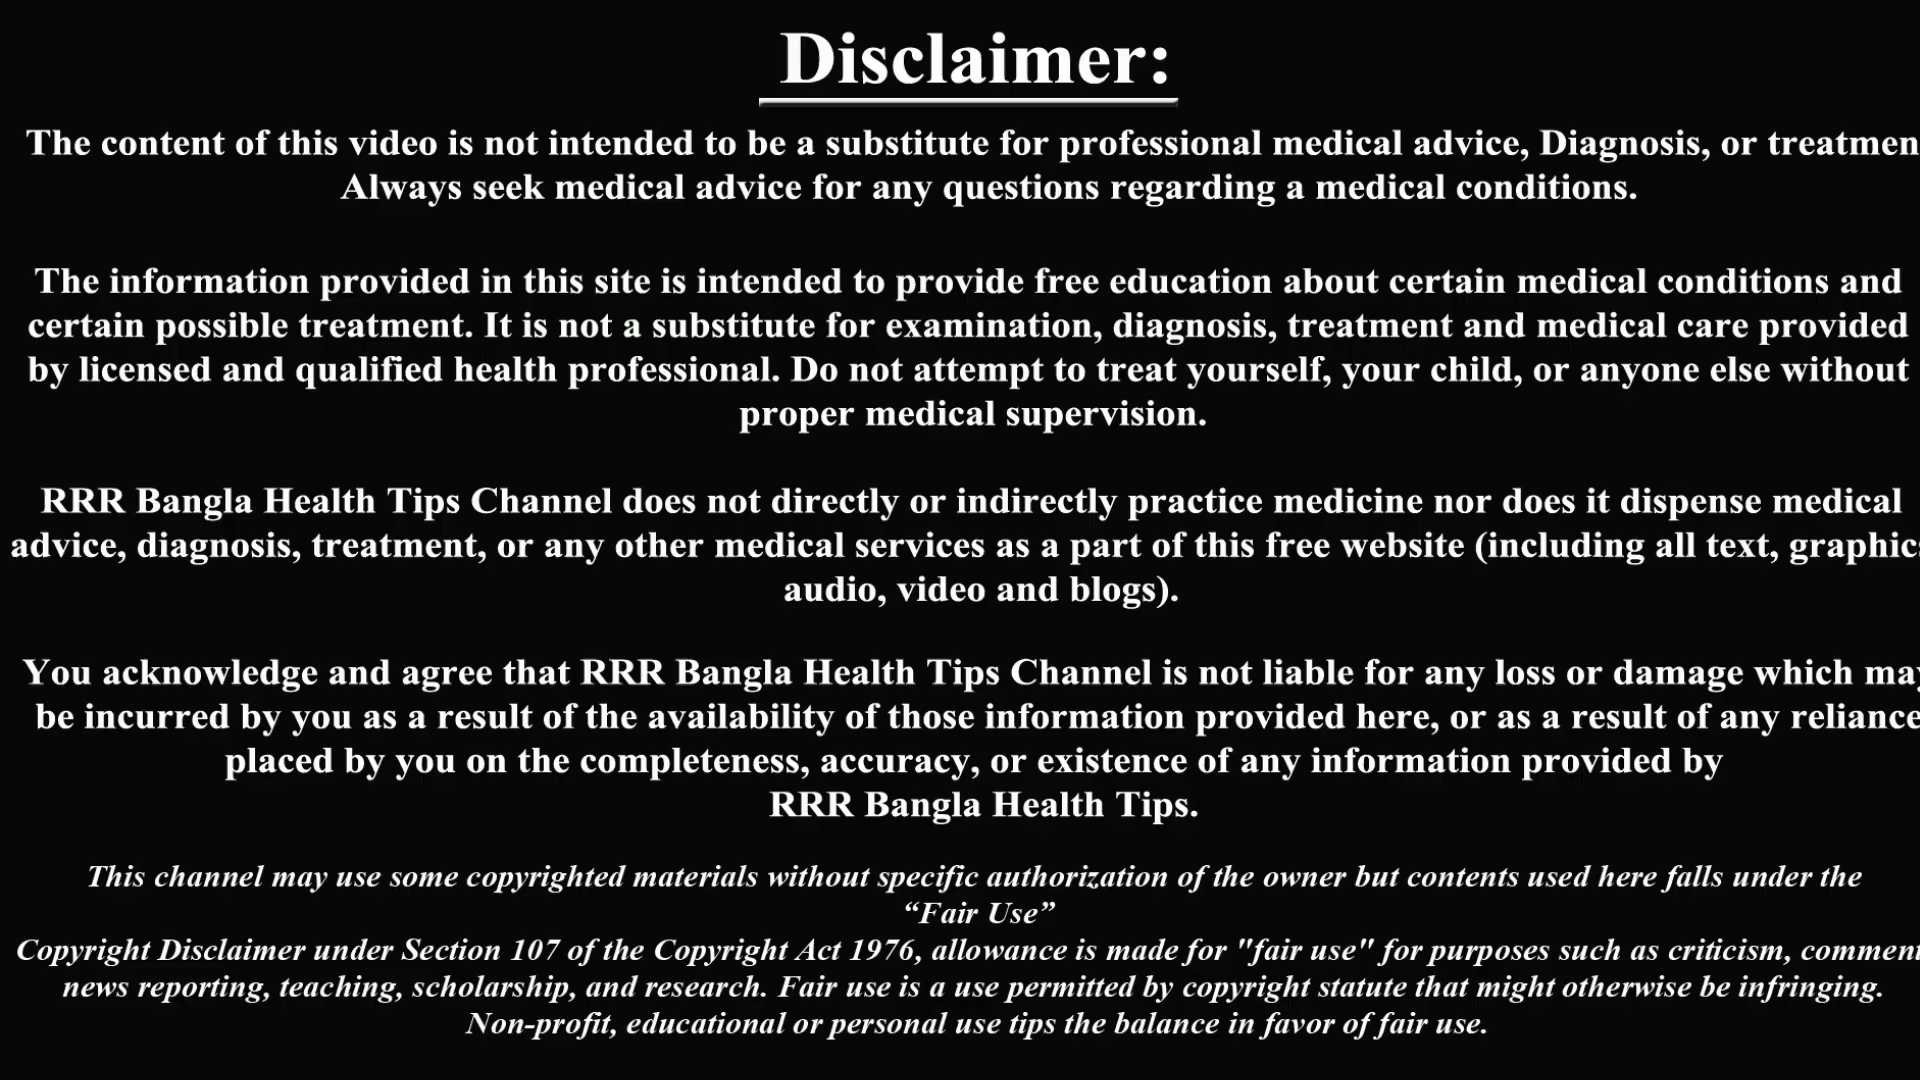 Disclaimer:
The content of this video is not intended to be a substitute for professional medical advice, Diagnosis, or treatmen
Always seek medical advice for any questions regarding a medical conditions.
The information provided in this site is intended to provide free education about certain medical conditions and
certain possible treatment. It is not a substitute for examination, diagnosis, treatment and medical care provided
by licensed and qualified health professional. Do not attempt to treat yourself, your child, or anyone else without
proper medical supervision.
RRR Bangla Health Tips Channel does not directly or indirectly practice medicine nor does it dispense medical
advice, diagnosis, treatment, or any other medical services as a part of this free website (including all text, graphics
audio, video and blogs).
You acknowledge and agree that RRR Bangla Health Tips Channel is not liable for any loss or damage which may
be incurred by you as a result of the availability of those information provided here, or as a result of any reliance
placed by you on the completeness, accuracy, or existence of any information provided by
RRR Bangla Health Tips.
This channel may use some copyrighted materials without specific authorization of the owner but contents used here falls under the
“Fair Use”
Copyright Disclaimer under Section 107 of the Copyright Act 1976, allowance is made for "fair use" for purposes such as criticism, comment
news reporting, teaching, scholarship, and research. Fair use is a use permitted by copyright statute that might otherwise be infringing.
Non-profit, educational or personal use tips the balance in favor of fair use.